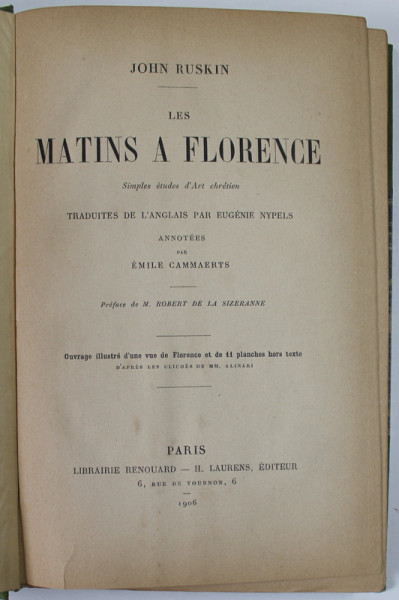 JOHN RUSKIN
LES
MATINS A FLORENCE
Simples études d'Art chrétien
TRADUITES DE L'ANGLAIS PAR EUGÉNIE NYPELS
ANNOTÉES
PAR
ÉMILE CAMMAERTS
Préface de M. ROBERT DE LA SIZERANNE
Ouvrage illustré d'une vue de Florence et de 11 planches hors texte
D'APRÈS LES CLICHÉS DE MM. ALINARI
PARIS
LIBRAIRIE RENOUARD — H. LAURENS, ÉDITEUR
6, RUE DE TOURNON, 6
1906